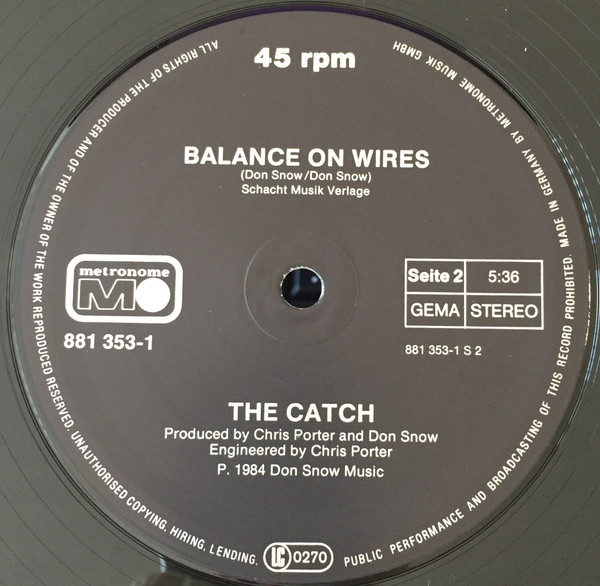 45 rpm
BALANCE ON WIRES
(Don Snow/Don Snow)
Schacht Musik Verlage
metronome
M
881 353-1
Seite 2 5:36
GEMA STEREO
881 353-1 S 2
THE CATCH
Produced by Chris Porter and Don Snow
Engineered by Chris Porter
P. 1984 Don Snow Music
ALL RIGHTS OF THE PRODUCER AND OF THE OWNER OF THE WORK REPRODUCED RESERVED. UNAUTHORISED COPYING, HIRING, LENDING, PUBLIC PERFORMANCE AND BROADCASTING OF THIS RECORD PROHIBITED. MADE IN GERMANY BY METRONOME MUSIK GMBH
LC 0270